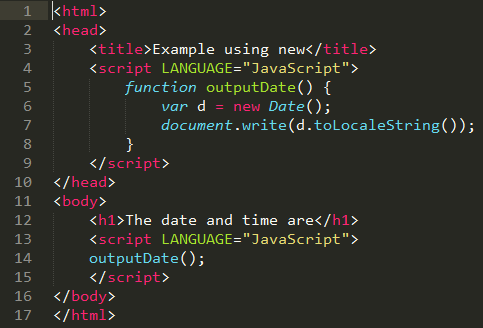 1 <html>
2 <head>
3     <title>Example using new</title>
4     <script LANGUAGE="JavaScript">
5         function outputDate() {
6             var d = new Date();
7             document.write(d.toLocaleString());
8         }
9     </script>
10 </head>
11 <body>
12     <h1>The date and time are</h1>
13     <script LANGUAGE="JavaScript">
14     outputDate();
15     </script>
16 </body>
17 </html>